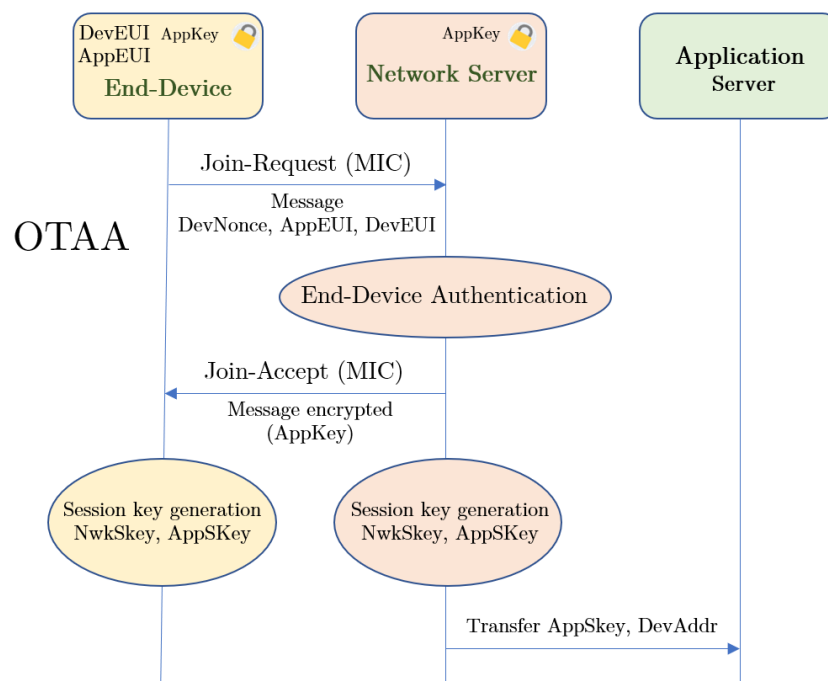 DevEUI AppKey
AppEUI
End-Device
AppKey
Network Server
Application
Server
Join-Request (MIC)
Message
DevNonce, AppEUI, DevEUI
OTAA
End-Device Authentication
Join-Accept (MIC)
Message encrypted
(AppKey)
Session key generation
NwkSkey, AppSKey
Session key generation
NwkSkey, AppSKey
Transfer AppSkey, DevAddr